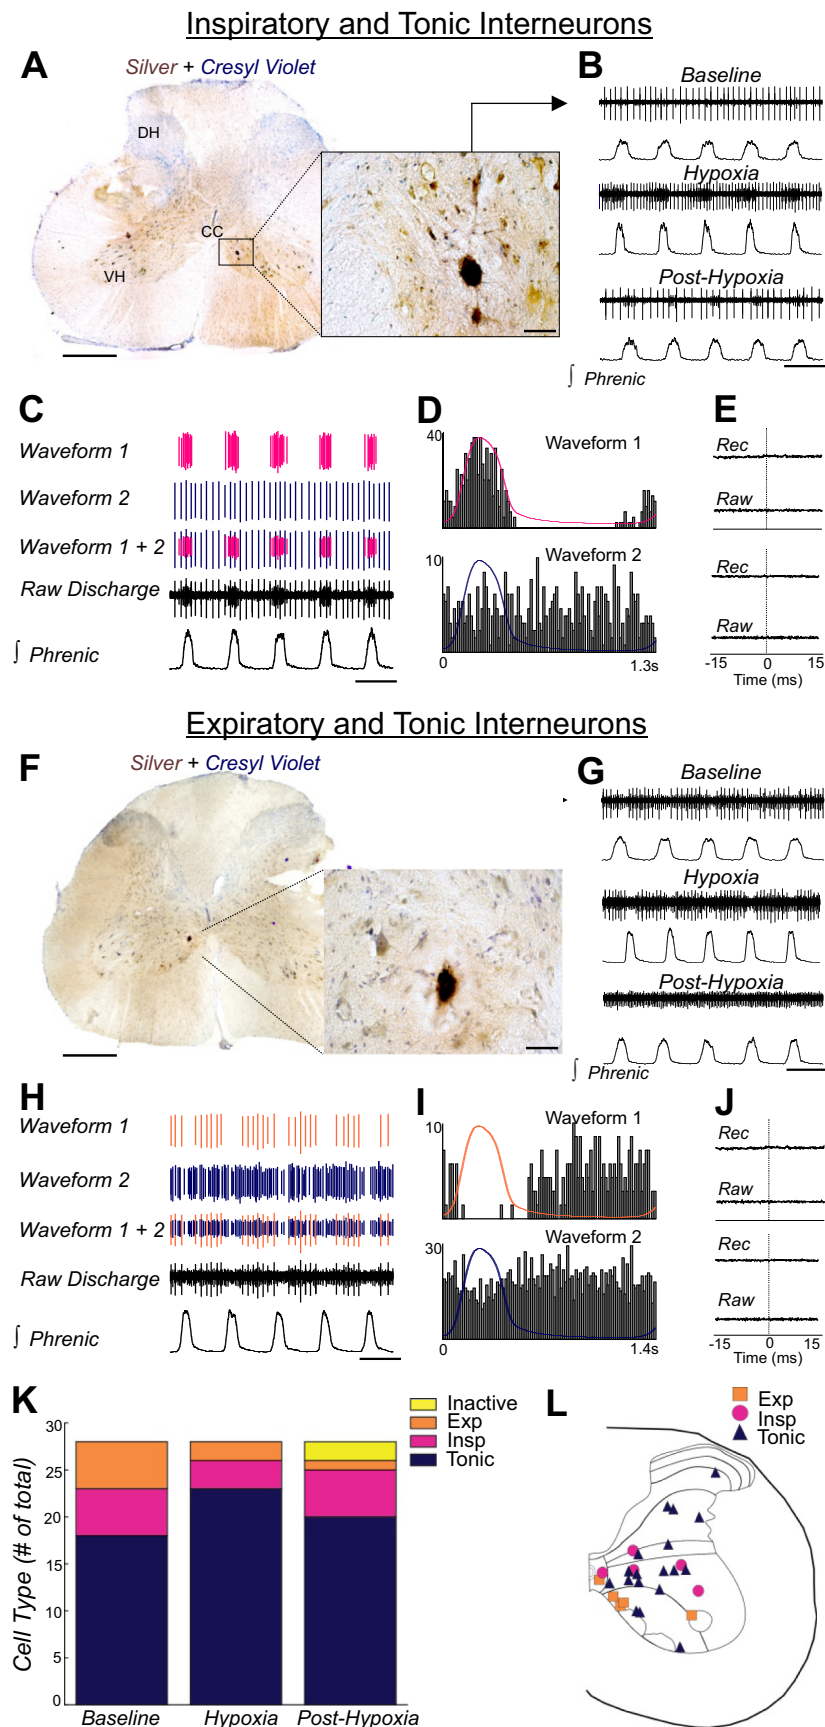 Inspiratory and Tonic Interneurons
A
Silver + Cresyl Violet
DH
CC
VH
B
Baseline
Hypoxia
Post-Hypoxia
∫ Phrenic
C
Waveform 1
Waveform 2
Waveform 1 + 2
Raw Discharge
∫ Phrenic
D
40
Waveform 1
10
Waveform 2
0 1.3s
E
Rec
Raw
Rec
Raw
-15 0 15
Time (ms)
Expiratory and Tonic Interneurons
F
Silver + Cresyl Violet
G
Baseline
Hypoxia
Post-Hypoxia
∫ Phrenic
H
Waveform 1
Waveform 2
Waveform 1 + 2
Raw Discharge
∫ Phrenic
I
10
Waveform 1
30
Waveform 2
0 1.4s
J
Rec
Raw
Rec
Raw
-15 0 15
Time (ms)
K
Inactive
Exp
Insp
Tonic
Cell Type (# of total)
30
25
20
15
10
5
0
Baseline Hypoxia Post-Hypoxia
L
Exp
Insp
Tonic